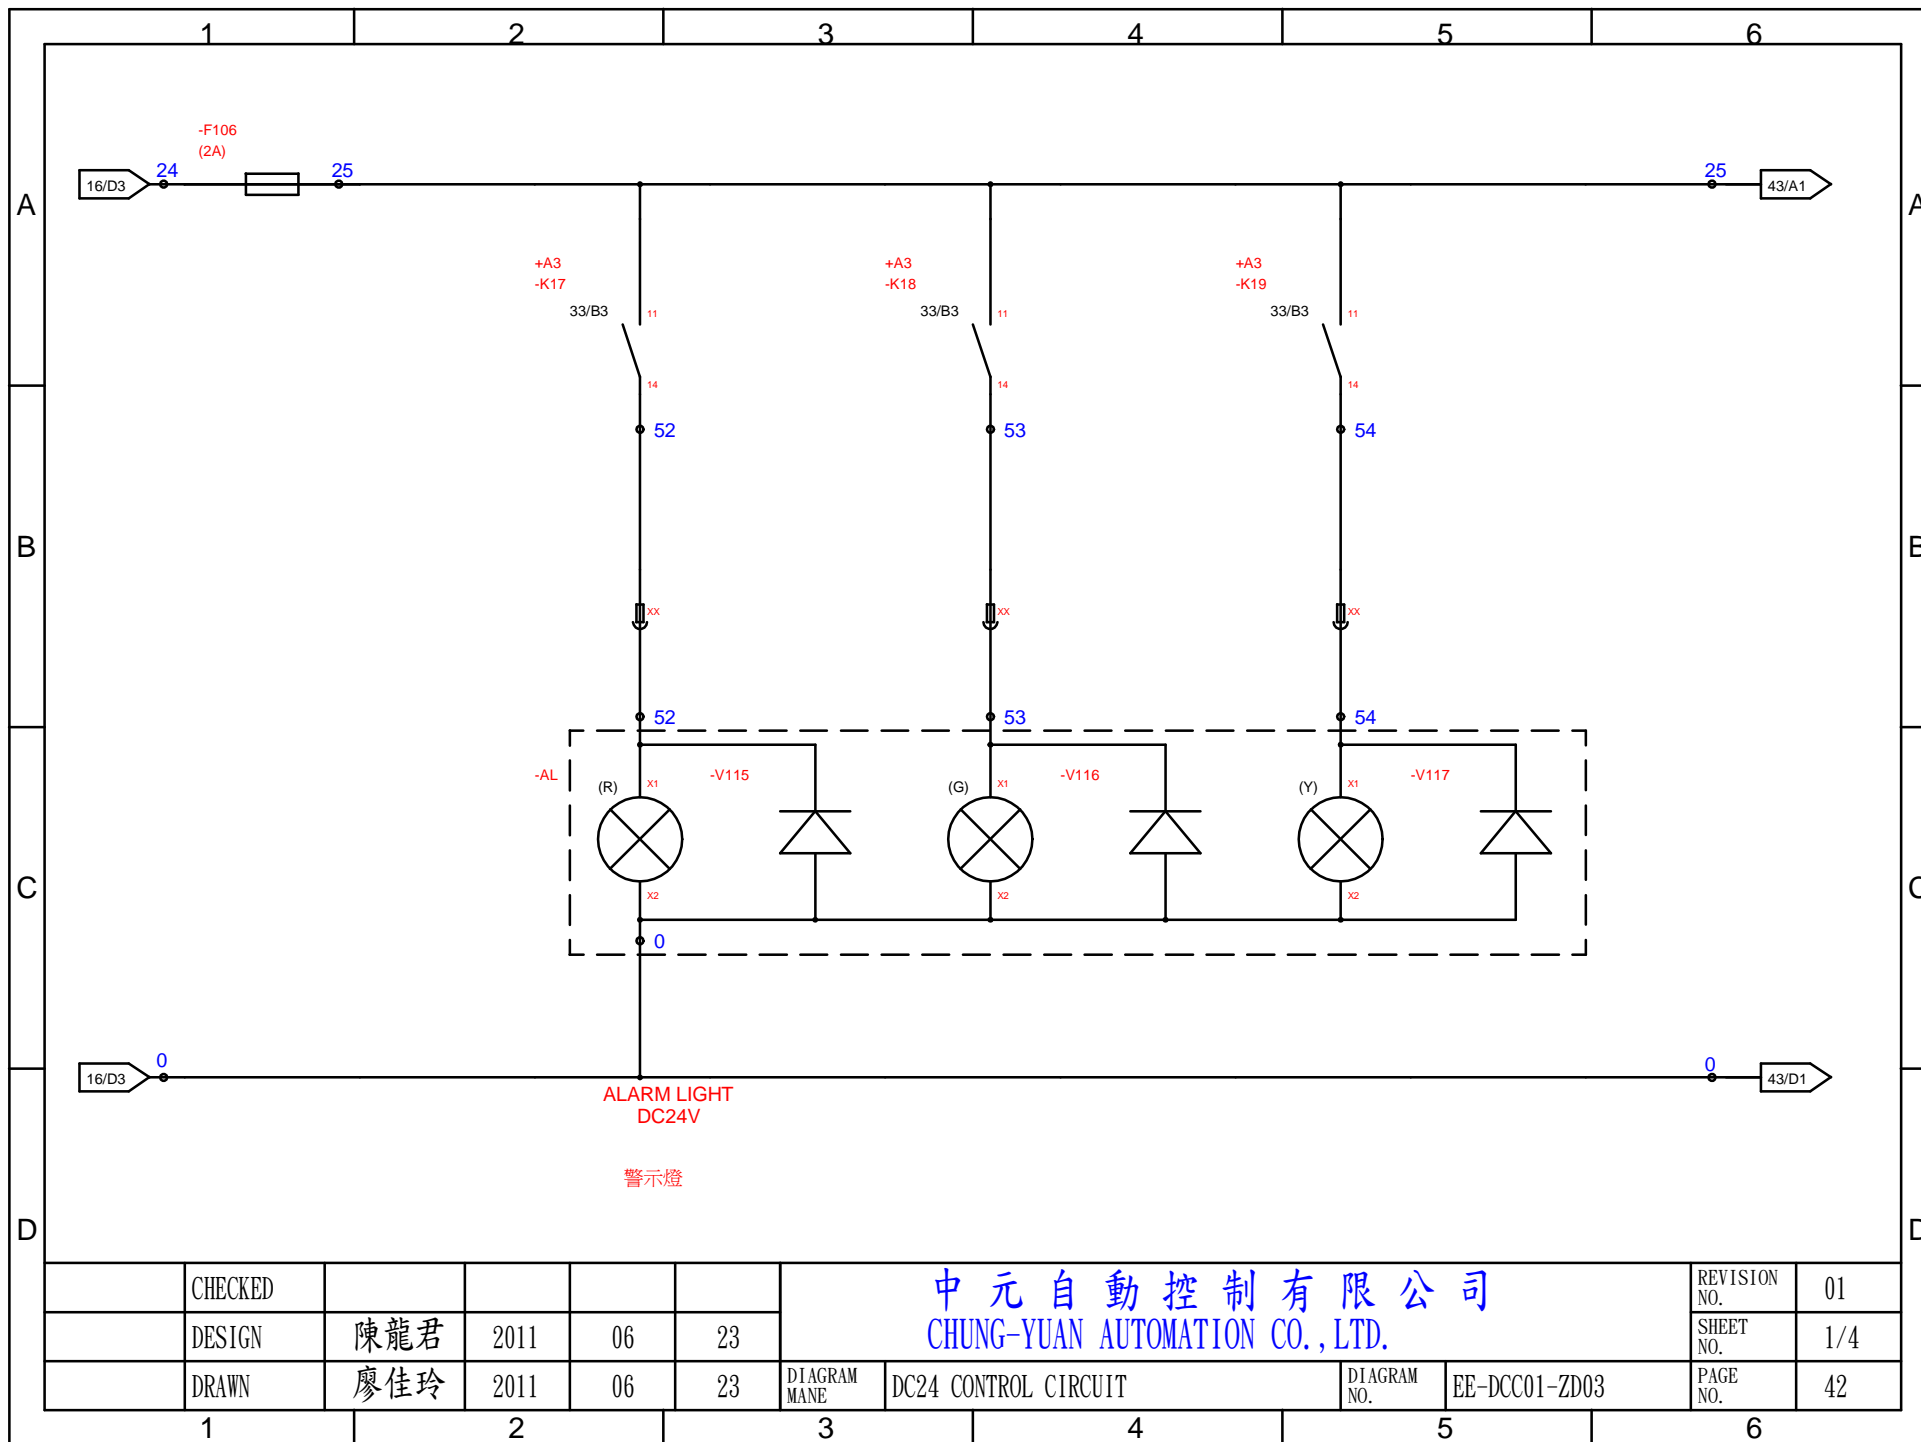 1 2 3 4 5 6
-F106
(2A)
16/D3 24 25 25 43/A1
A A
+A3 +A3 +A3
-K17 -K18 -K19
33/B3 11 33/B3 11 33/B3 11
14 14 14
52 53 54
B B
XX XX XX
52 53 54
-AL (R) X1 -V115 (G) X1 -V116 (Y) X1 -V117
C C
X2 X2 X2
0
16/D3 0 0 43/D1
ALARM LIGHT
DC24V
警示燈
D D
CHECKED
DESIGN 陳龍君 2011 06 23
DRAWN 廖佳玲 2011 06 23
中元自動控制有限公司
CHUNG-YUAN AUTOMATION CO.,LTD.
DIAGRAM
MANE
DC24 CONTROL CIRCUIT
DIAGRAM
NO.
EE-DCC01-ZD03
REVISION
NO.
01
SHEET
NO.
1/4
PAGE
NO.
42
1 2 3 4 5 6